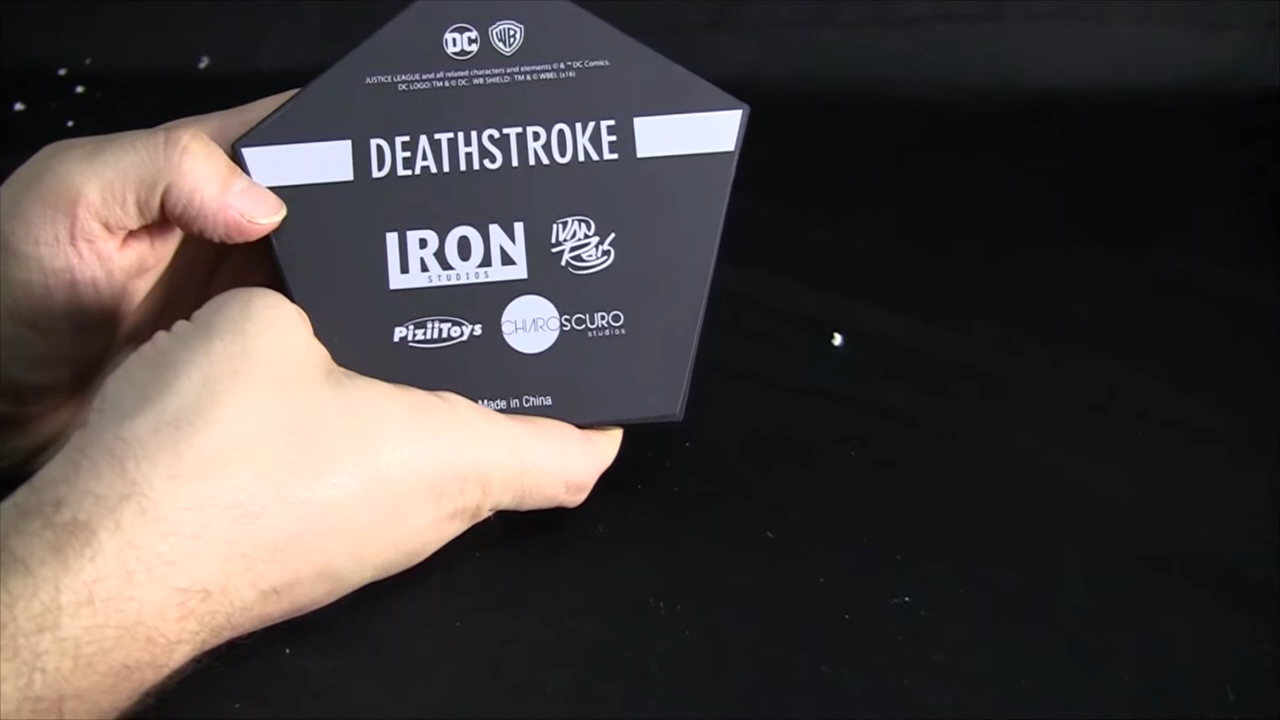 DC WB
JUSTICE LEAGUE and all related characters and elements © & ™ DC Comics.
DC LOGO: TM & © DC. WB SHIELD: TM & © WBEI. (s16)
DEATHSTROKE
IRON
STUDIOS
IVAN
Reis
PiziiToys
CHIAROSCURO
studios
Made in China